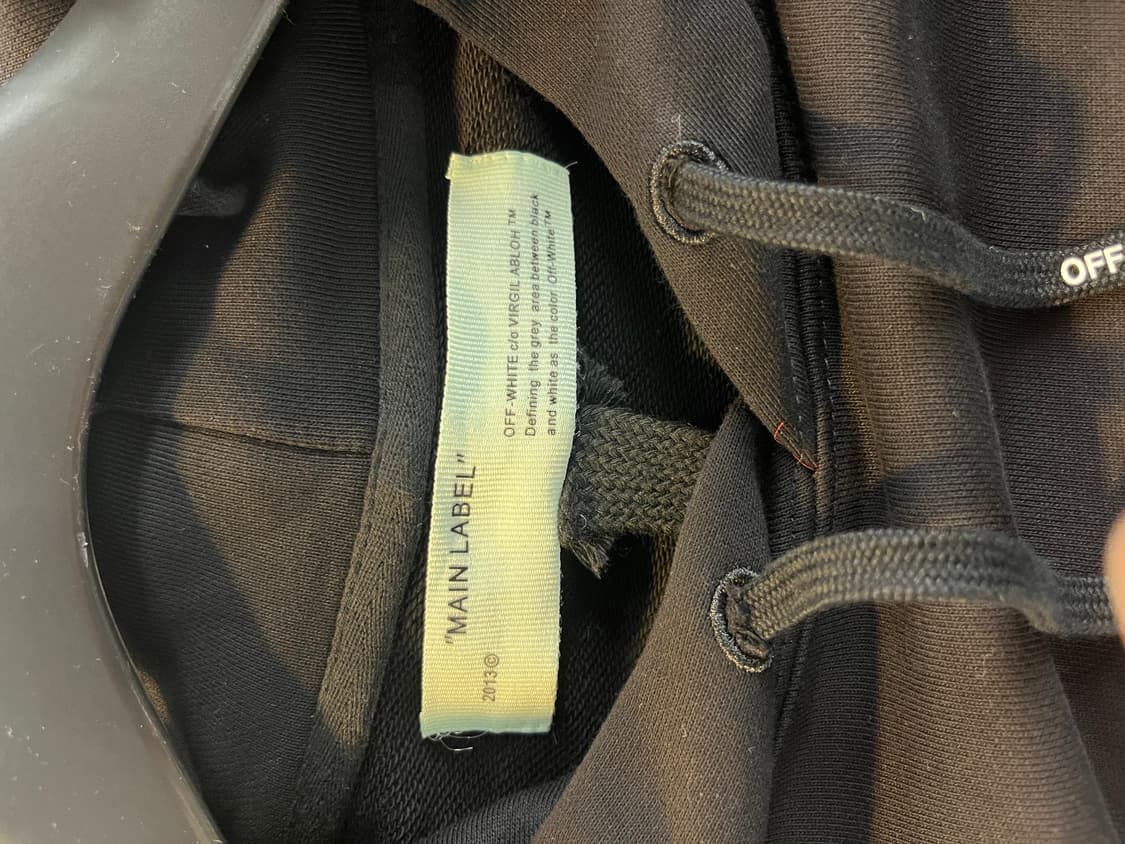 2013©
"MAIN LABEL"
OFF-WHITE c/o VIRGIL ABLOH™
Defining the grey area between black
and white as the color Off-White™
OFF